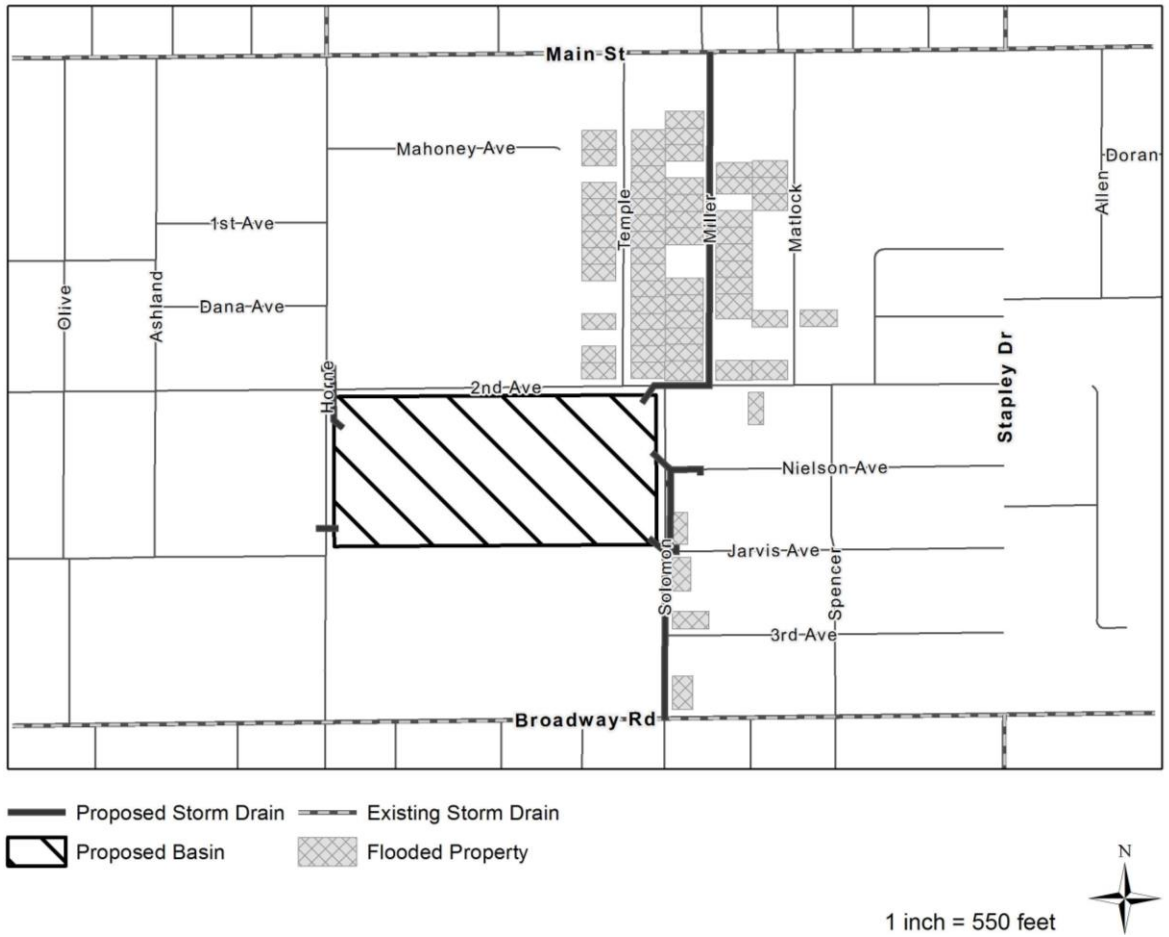 Main St
Mahoney Ave
Doran
Temple
Miller
Matlock
Allen
1st Ave
Olive
Ashland
Dana Ave
Horne
2nd Ave
Stapley Dr
Nielson Ave
Jarvis Ave
Solomon
Spencer
3rd Ave
Broadway Rd
Proposed Storm Drain
Existing Storm Drain
Proposed Basin
Flooded Property
N
1 inch = 550 feet